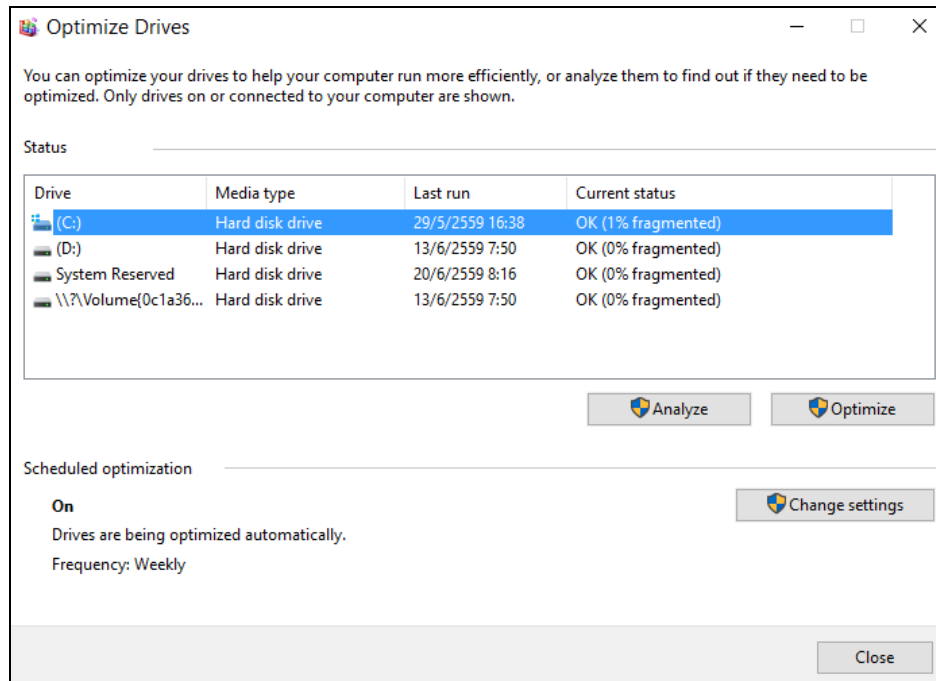 Optimize Drives
You can optimize your drives to help your computer run more efficiently, or analyze them to find out if they need to be
optimized. Only drives on or connected to your computer are shown.
Status
Drive Media type Last run Current status
(C:) Hard disk drive 29/5/2559 16:38 OK (1% fragmented)
(D:) Hard disk drive 13/6/2559 7:50 OK (0% fragmented)
System Reserved Hard disk drive 20/6/2559 8:16 OK (0% fragmented)
\\?\Volume{0c1a36... Hard disk drive 13/6/2559 7:50 OK (0% fragmented)
Analyze Optimize
Scheduled optimization
On
Change settings
Drives are being optimized automatically.
Frequency: Weekly
Close